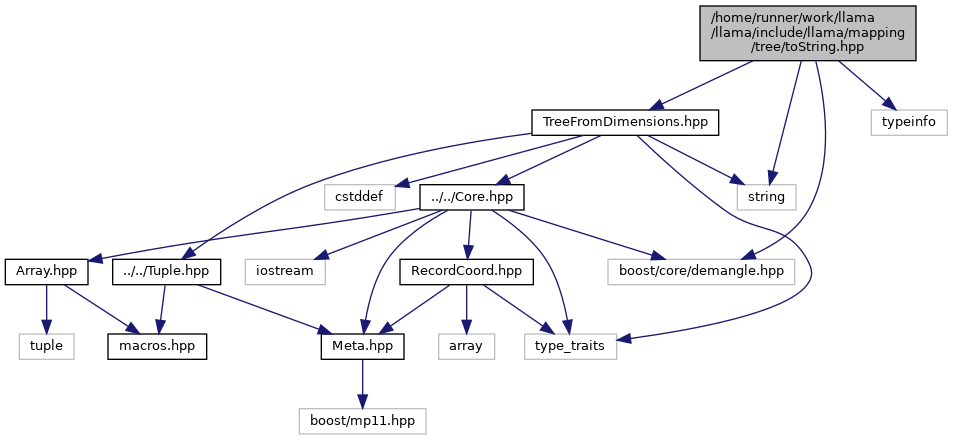 /home/runner/work/llama
/llama/include/llama/mapping
/tree/toString.hpp
TreeFromDimensions.hpp
typeinfo
cstddef
../../Core.hpp
string
Array.hpp
../../Tuple.hpp
iostream
RecordCoord.hpp
boost/core/demangle.hpp
tuple
macros.hpp
Meta.hpp
array
type_traits
boost/mp11.hpp